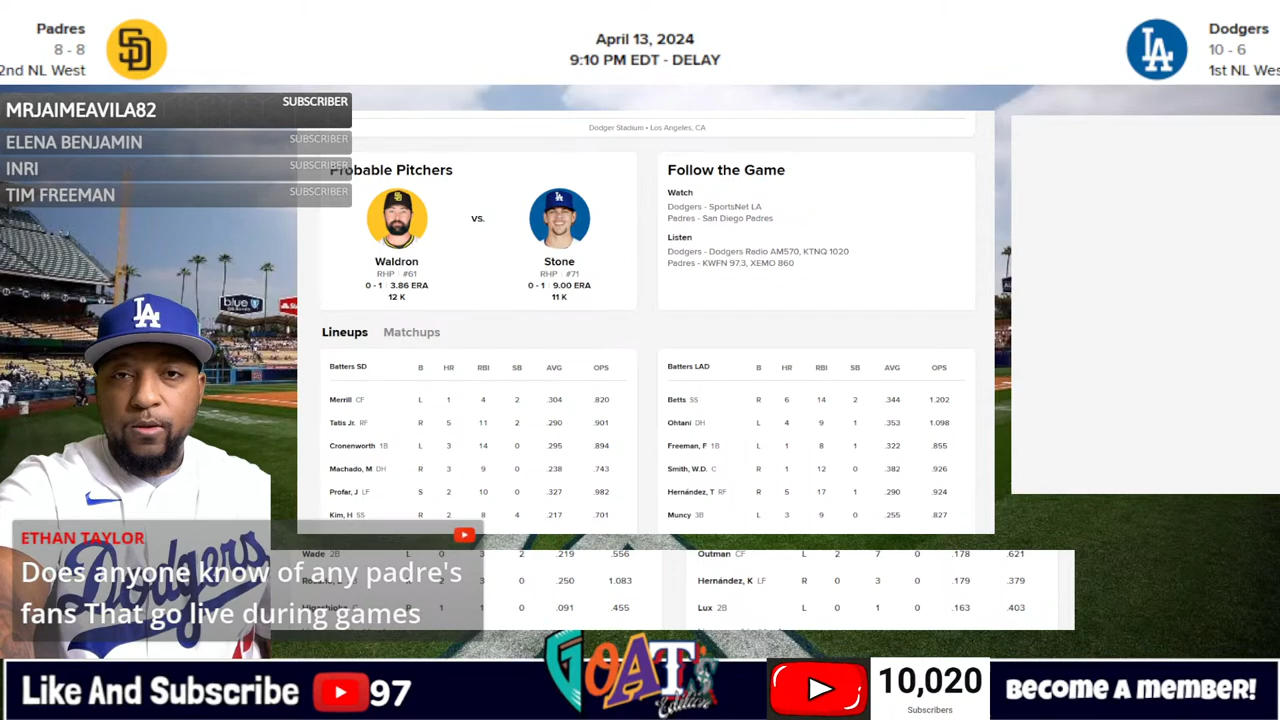 Padres
8 - 8
2nd NL West
SD
April 13, 2024
9:10 PM EDT - DELAY
LA
Dodgers
10 - 6
1st NL Wes
MRJAIMEAVILA82 SUBSCRIBER
ELENA BENJAMIN SUBSCRIBER
INRI SUBSCRIBER
TIM FREEMAN SUBSCRIBER
Dodger Stadium • Los Angeles, CA
Probable Pitchers
VS.
Waldron
RHP #61
0 - 1 3.86 ERA
12 K
Stone
RHP #71
0 - 1 9.00 ERA
11 K
Follow the Game
Watch
Dodgers - SportsNet LA
Padres - San Diego Padres
Listen
Dodgers - Dodgers Radio AM570, KTNQ 1020
Padres - KWFN 97.3, XEMO 860
Lineups Matchups
Batters SD B HR RBI SB AVG OPS
Merrill CF L 1 4 2 .304 .820
Tatis Jr. RF R 5 11 2 .290 .901
Cronenworth 1B L 3 14 0 .295 .894
Machado, M DH R 3 9 0 .238 .743
Profar, J LF S 2 10 0 .327 .982
Kim, H SS R 2 8 4 .217 .701
Wade 2B L 0 3 2 .219 .556
.250 1.083
.091 .455
Batters LAD B HR RBI SB AVG OPS
Betts SS R 6 14 2 .344 1.202
Ohtani DH L 4 9 1 .353 1.098
Freeman, F 1B L 1 8 1 .322 .855
Smith, W.D. C R 1 12 0 .382 .926
Hernández, T RF R 5 17 1 .290 .924
Muncy 3B L 3 9 0 .255 .827
Outman CF L 2 7 0 .178 .621
Hernández, K LF R 0 3 0 .179 .379
Lux 2B L 0 1 0 .163 .403
blue
LA
Dodgers
ETHAN TAYLOR
Does anyone know of any padre's
fans That go live during games
Like And Subscribe 97
GOAT
Edition
10,020
Subscribers
BECOME A MEMBER!